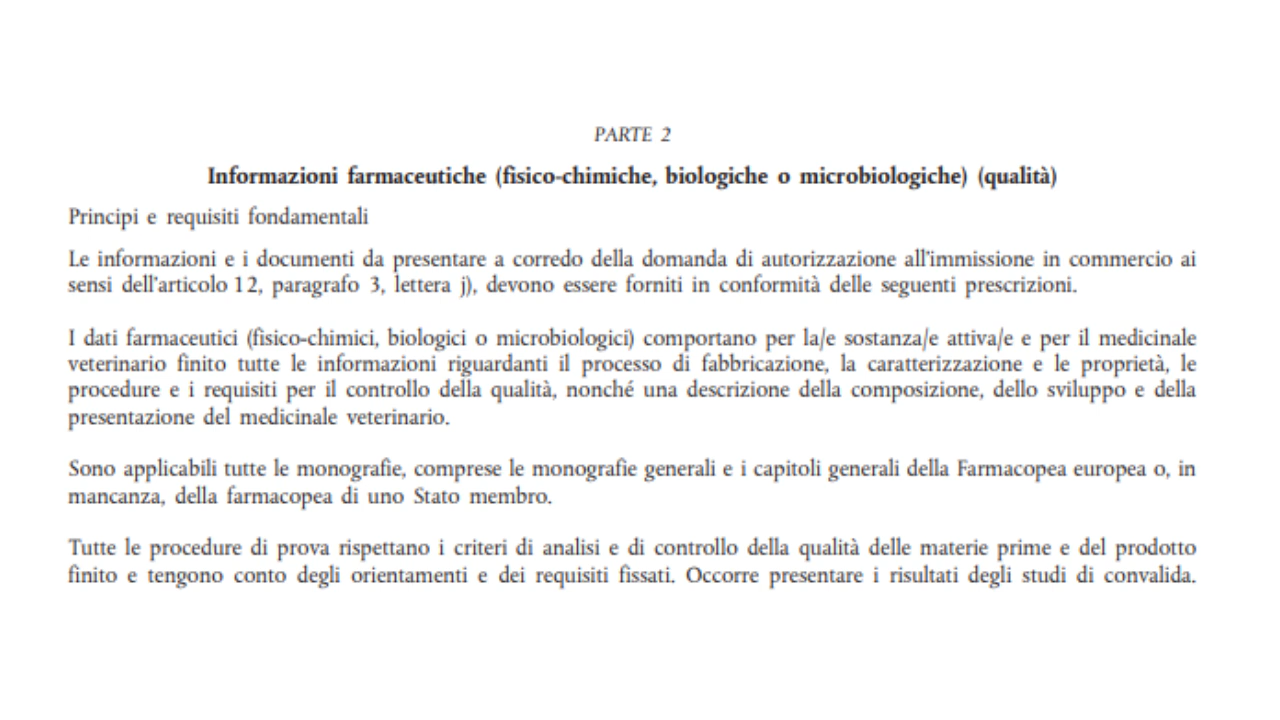 PARTE 2
Informazioni farmaceutiche (fisico-chimiche, biologiche o microbiologiche) (qualità)
Principi e requisiti fondamentali
Le informazioni e i documenti da presentare a corredo della domanda di autorizzazione all'immissione in commercio ai
sensi dell'articolo 12, paragrafo 3, lettera j), devono essere forniti in conformità delle seguenti prescrizioni.
I dati farmaceutici (fisico-chimici, biologici o microbiologici) comportano per la/e sostanza/e attiva/e e per il medicinale
veterinario finito tutte le informazioni riguardanti il processo di fabbricazione, la caratterizzazione e le proprietà, le
procedure e i requisiti per il controllo della qualità, nonché una descrizione della composizione, dello sviluppo e della
presentazione del medicinale veterinario.
Sono applicabili tutte le monografie, comprese le monografie generali e i capitoli generali della Farmacopea europea o, in
mancanza, della farmacopea di uno Stato membro.
Tutte le procedure di prova rispettano i criteri di analisi e di controllo della qualità delle materie prime e del prodotto
finito e tengono conto degli orientamenti e dei requisiti fissati. Occorre presentare i risultati degli studi di convalida.